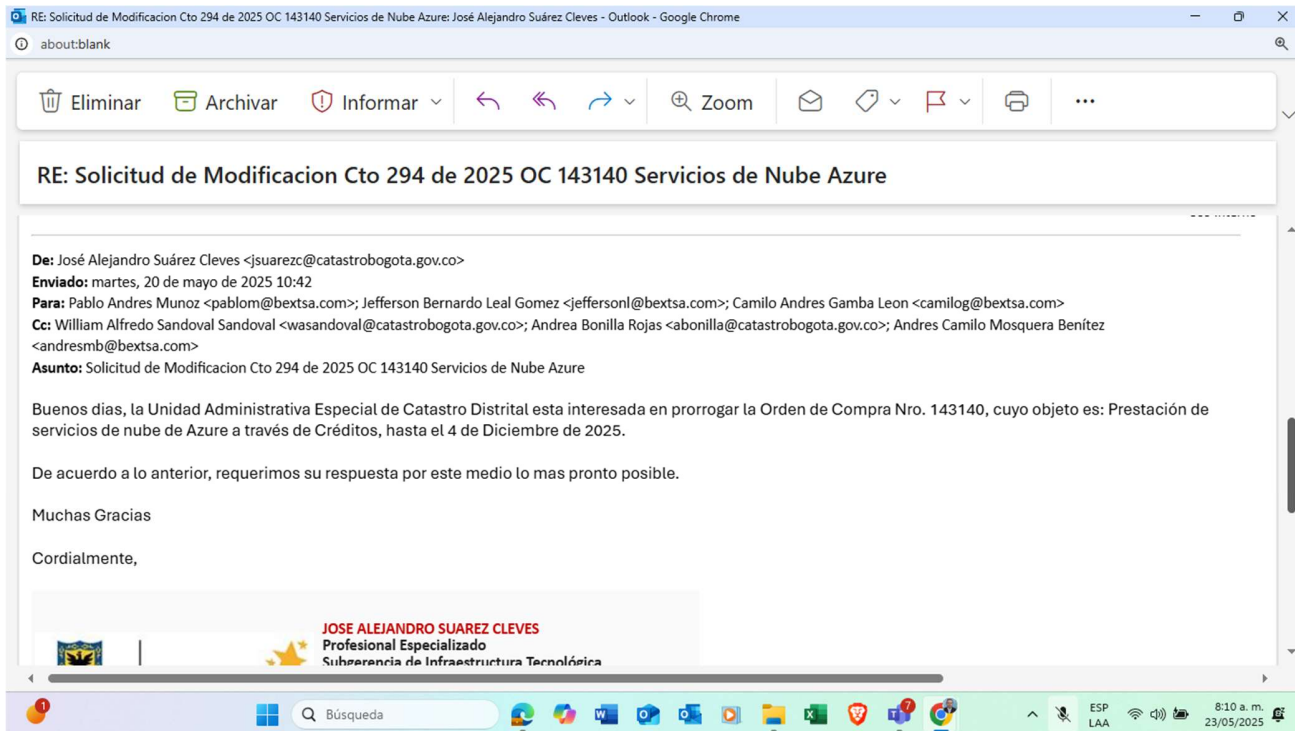 RE: Solicitud de Modificacion Cto 294 de 2025 OC 143140 Servicios de Nube Azure: José Alejandro Suárez Cleves - Outlook - Google Chrome
about:blank
Eliminar Archivar Informar Zoom
RE: Solicitud de Modificacion Cto 294 de 2025 OC 143140 Servicios de Nube Azure
De: José Alejandro Suárez Cleves <jsuarezc@catastrobogota.gov.co>
Enviado: martes, 20 de mayo de 2025 10:42
Para: Pablo Andres Munoz <pablom@bextsa.com>; Jefferson Bernardo Leal Gomez <jeffersonl@bextsa.com>; Camilo Andres Gamba Leon <camilog@bextsa.com>
Cc: William Alfredo Sandoval Sandoval <wasandoval@catastrobogota.gov.co>; Andrea Bonilla Rojas <abonilla@catastrobogota.gov.co>; Andres Camilo Mosquera Benítez
<andresmb@bextsa.com>
Asunto: Solicitud de Modificacion Cto 294 de 2025 OC 143140 Servicios de Nube Azure
Buenos dias, la Unidad Administrativa Especial de Catastro Distrital esta interesada en prorrogar la Orden de Compra Nro. 143140, cuyo objeto es: Prestación de
servicios de nube de Azure a través de Créditos, hasta el 4 de Diciembre de 2025.
De acuerdo a lo anterior, requerimos su respuesta por este medio lo mas pronto posible.
Muchas Gracias
Cordialmente,
JOSE ALEJANDRO SUAREZ CLEVES
Profesional Especializado
Subgerencia de Infraestructura Tecnológica
1
Búsqueda
7
ESP
LAA
8:10 a. m.
23/05/2025